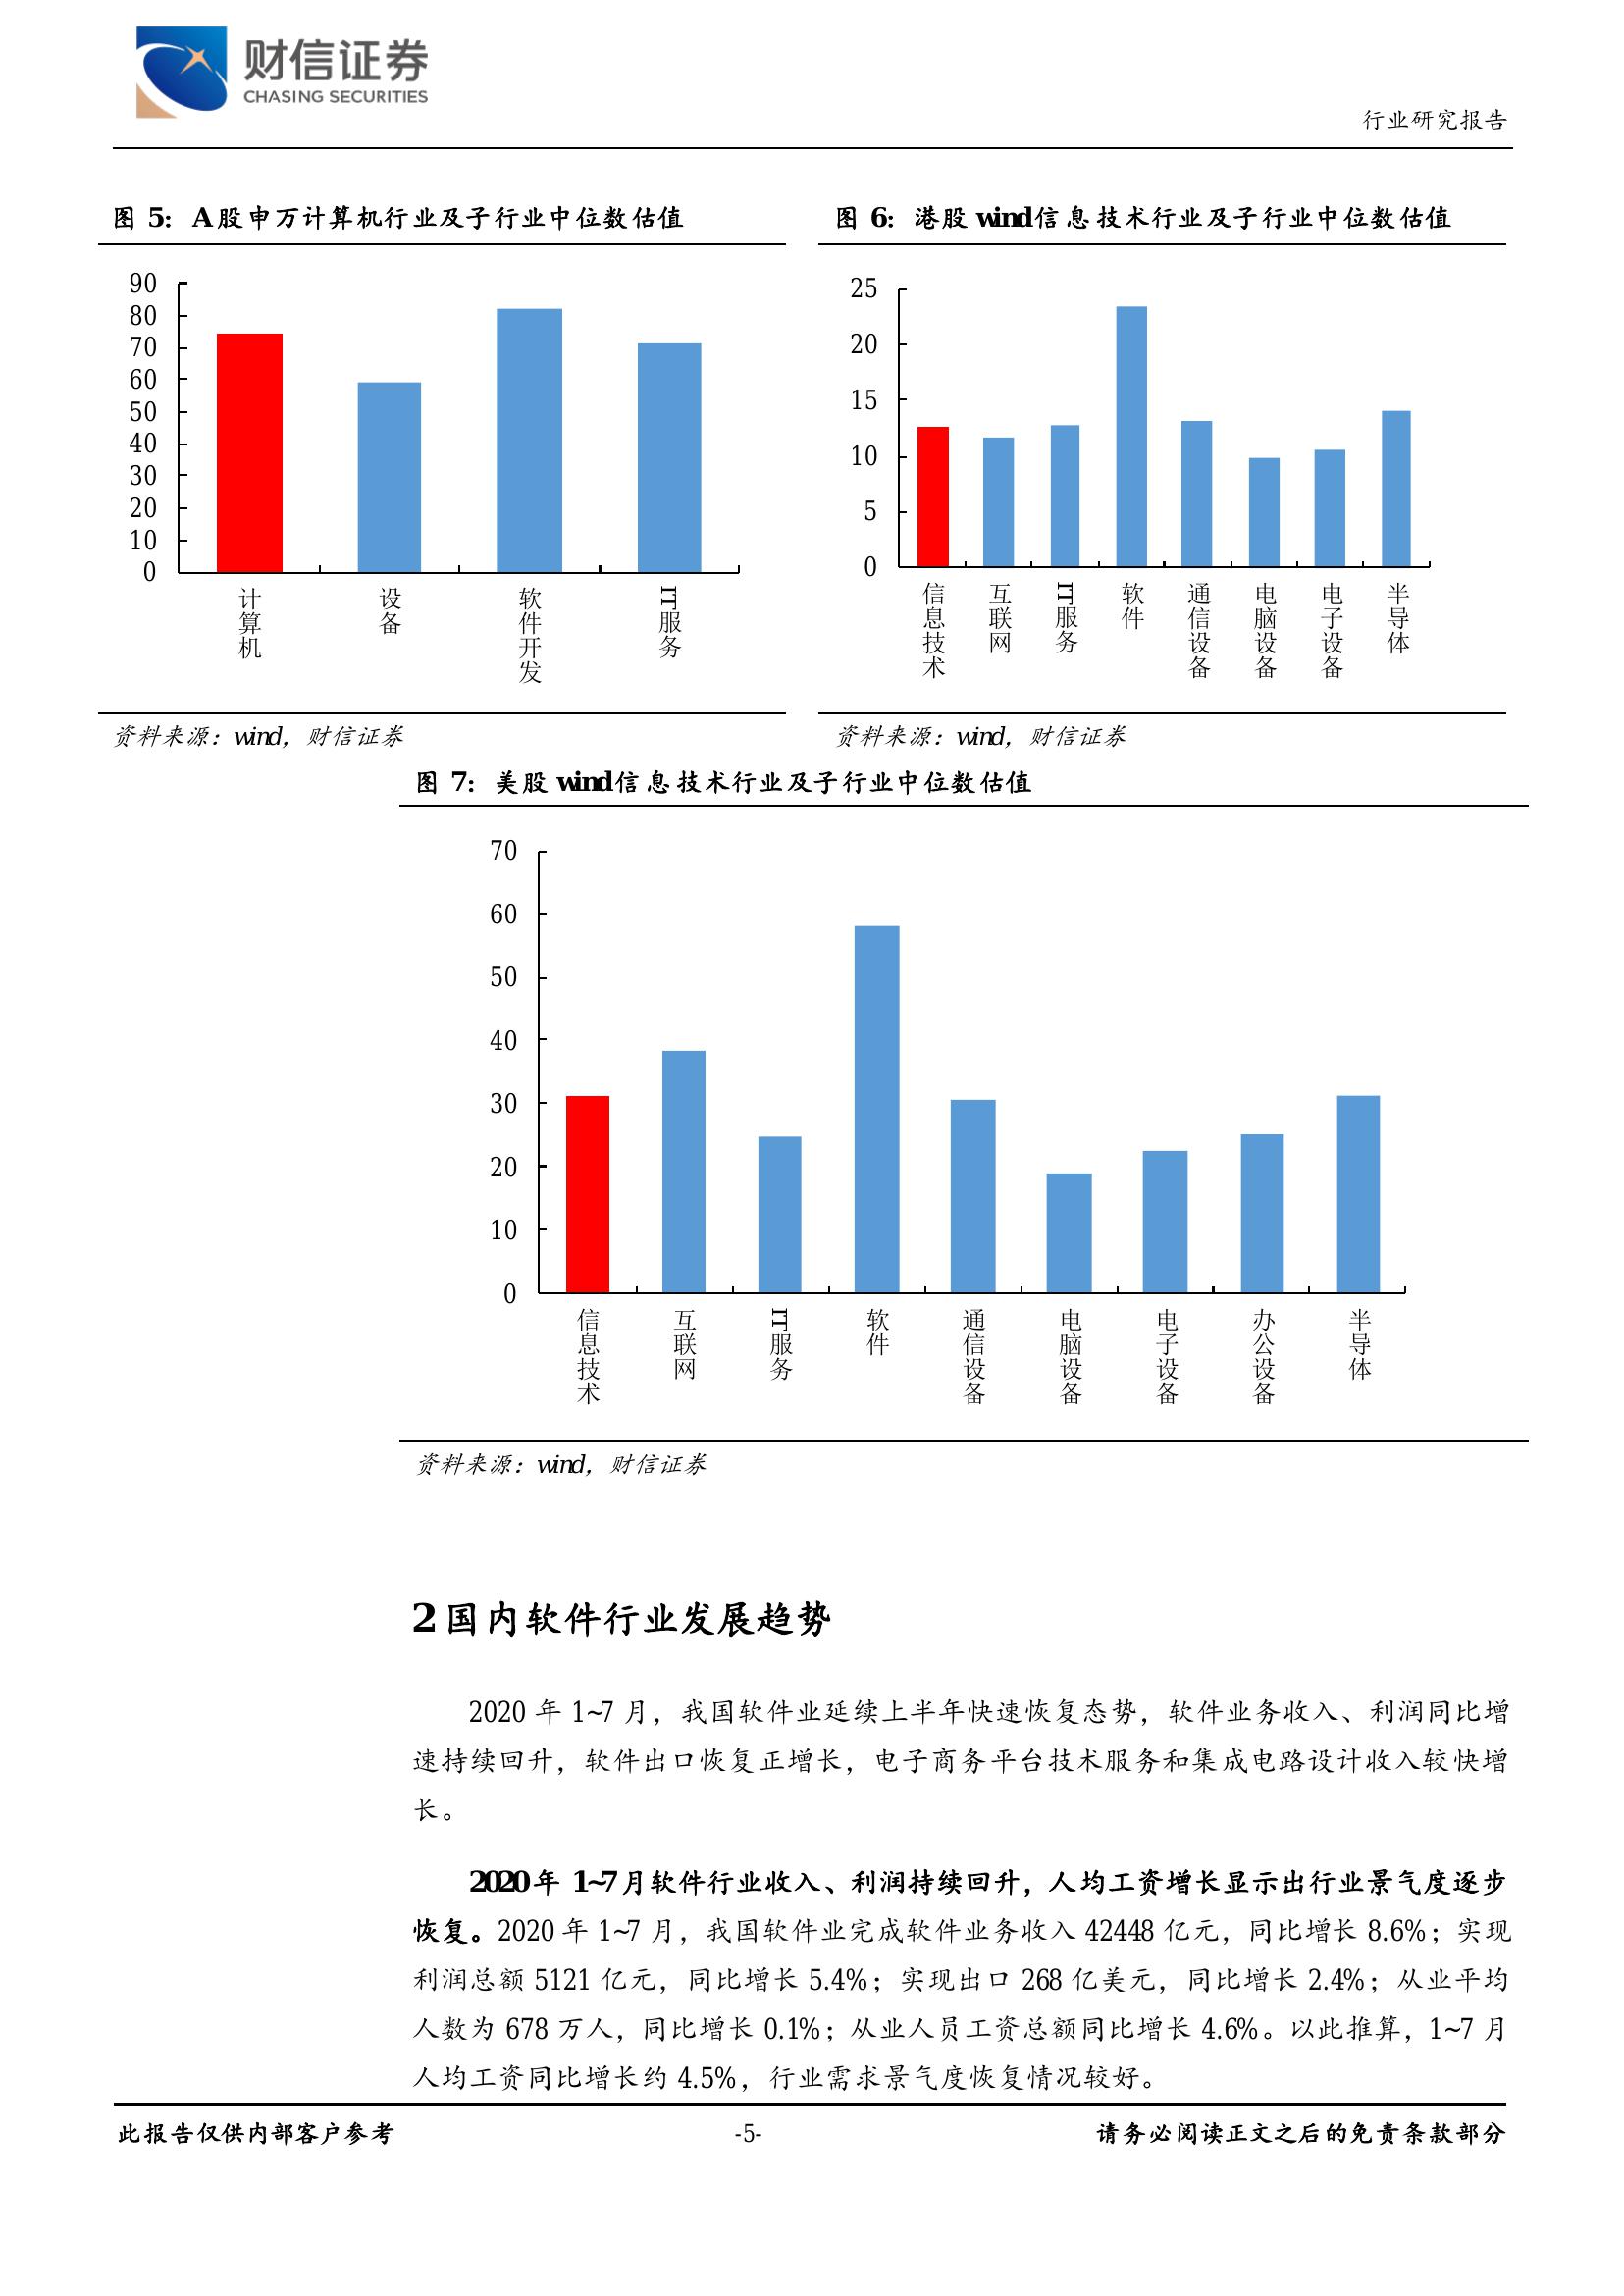 财信证券
CHASING SECURITIES
行业研究报告
图 5：A 股申万计算机行业及子行业中位数估值
90
80
70
60
50
40
30
20
10
0
计算机
设备
软件开发
IT服务
资料来源：wind，财信证券
图 6：港股 wind 信息技术行业及子行业中位数估值
25
20
15
10
5
0
信息技术
互联网
IT服务
软件
通信设备
电脑设备
电子设备
半导体
资料来源：wind，财信证券
图 7：美股 wind 信息技术行业及子行业中位数估值
70
60
50
40
30
20
10
0
信息技术
互联网
IT服务
软件
通信设备
电脑设备
电子设备
办公设备
半导体
资料来源：wind，财信证券
2 国内软件行业发展趋势
2020 年 1~7 月，我国软件业延续上半年快速恢复态势，软件业务收入、利润同比增
速持续回升，软件出口恢复正增长，电子商务平台技术服务和集成电路设计收入较快增
长。
2020 年 1~7 月软件行业收入、利润持续回升，人均工资增长显示出行业景气度逐步
恢复。2020 年 1~7 月，我国软件业完成软件业务收入 42448 亿元，同比增长 8.6%；实现
利润总额 5121 亿元，同比增长 5.4%；实现出口 268 亿美元，同比增长 2.4%；从业平均
人数为 678 万人，同比增长 0.1%；从业人员工资总额同比增长 4.6%。以此推算，1~7 月
人均工资同比增长约 4.5%，行业需求景气度恢复情况较好。
此报告仅供内部客户参考
-5-
请务必阅读正文之后的免责条款部分